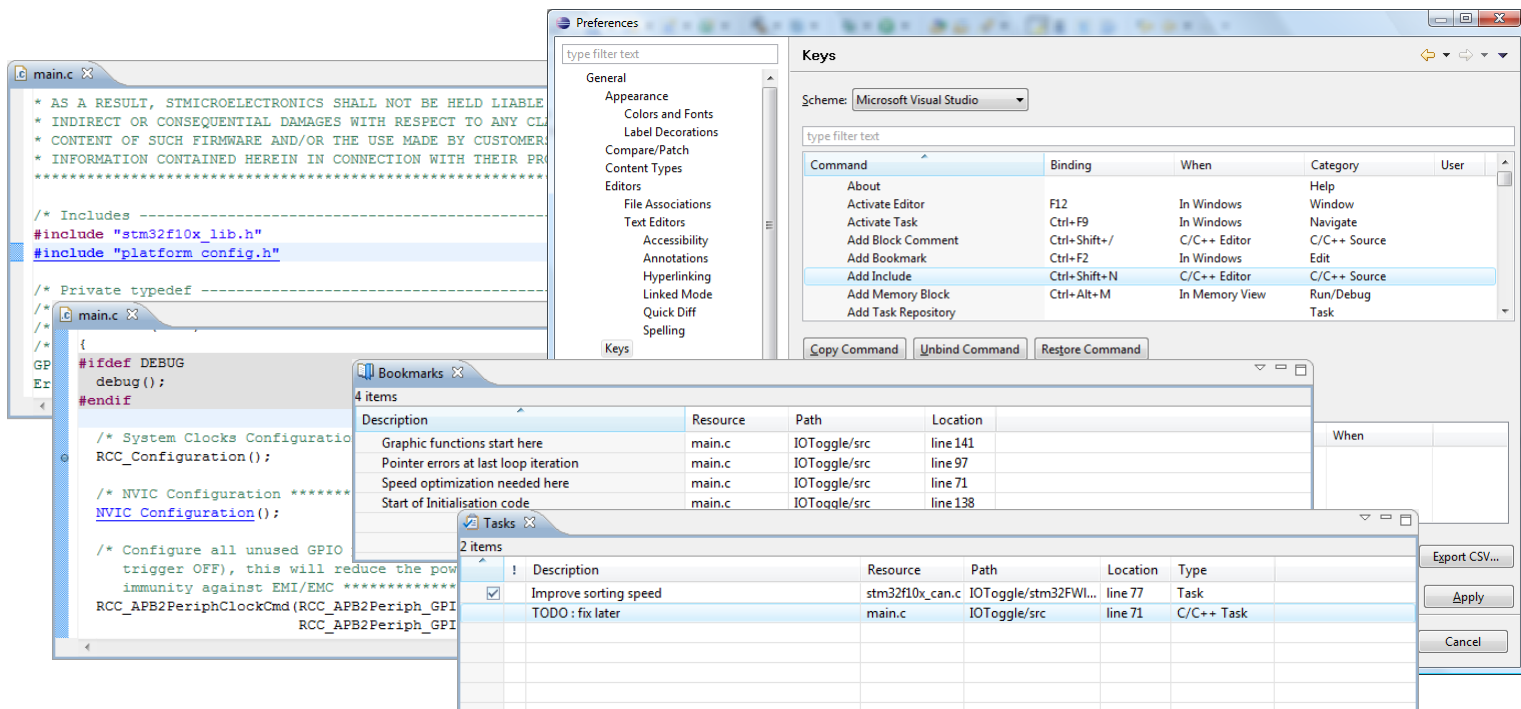 Preferences
type filter text
General
Appearance
Colors and Fonts
Label Decorations
Compare/Patch
Content Types
Editors
File Associations
Text Editors
Accessibility
Annotations
Hyperlinking
Linked Mode
Quick Diff
Spelling
Keys
Keys
Scheme: Microsoft Visual Studio
type filter text
Command Binding When Category User
About Help
Activate Editor F12 In Windows Window
Activate Task Ctrl+F9 Navigate
Add Block Comment Ctrl+Shift+/ C/C++ Editor C/C++ Source
Add Bookmark Ctrl+F2 In Windows Edit
Add Include Ctrl+Shift+N C/C++ Editor C/C++ Source
Add Memory Block Ctrl+Alt+M In Memory View Run/Debug
Add Task Repository Task
Copy Command Unbind Command Restore Command
When
Export CSV...
Apply
Cancel
main.c
* AS A RESULT, STMICROELECTRONICS SHALL NOT BE HELD LIABLE
* INDIRECT OR CONSEQUENTIAL DAMAGES WITH RESPECT TO ANY
* CONTENT OF SUCH FIRMWARE AND/OR THE USE MADE BY CUSTOMERS
* INFORMATION CONTAINED HEREIN IN CONNECTION WITH THEIR
/* Includes ----------------------------------------------------
#include "stm32f10x_lib.h"
#include "platform_config.h"
/* Private typedef ---------------------------------------------
/*
/*
/*
GP
Er
main.c
{
#ifdef DEBUG
debug();
#endif
/* System Clocks Configuratio
RCC_Configuration();
/* NVIC Configuration *******
NVIC_Configuration();
/* Configure all unused GPIO
trigger OFF), this will reduce the pow
immunity against EMI/EMC *************
RCC_APB2PeriphClockCmd(RCC_APB2Periph_GPI
RCC_APB2Periph_GPI
Bookmarks
4 items
Description Resource Path Location
Graphic functions start here main.c IOToggle/src line 141
Pointer errors at last loop iteration main.c IOToggle/src line 97
Speed optimization needed here main.c IOToggle/src line 71
Start of Initialisation code main.c IOToggle/src line 138
Tasks
2 items
! Description Resource Path Location Type
Improve sorting speed stm32f10x_can.c IOToggle/stm32FWl... line 77 Task
TODO : fix later main.c IOToggle/src line 71 C/C++ Task